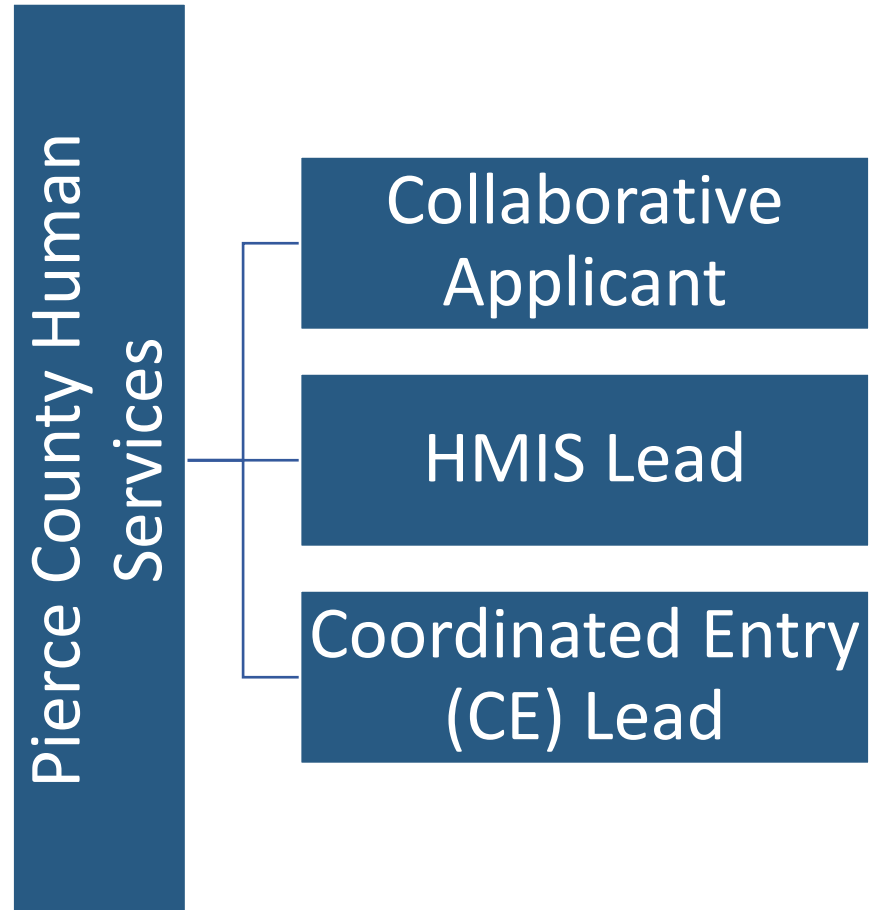 Pierce County Human
Services
Collaborative
Applicant
HMIS Lead
Coordinated Entry
(CE) Lead